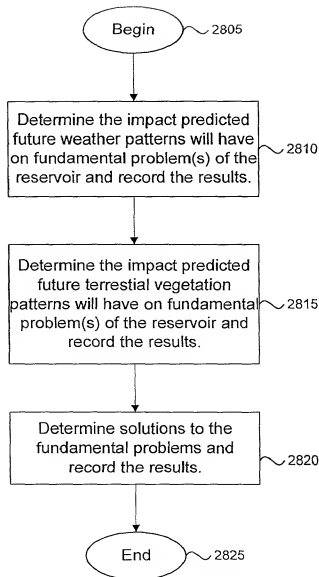 Begin
2805
Determine the impact predicted
future weather patterns will have
on fundamental problem(s) of the
reservoir and record the results.
2810
Determine the impact predicted
future terrestial vegetation
patterns will have on fundamental
problem(s) of the reservoir and
record the results.
2815
Determine solutions to the
fundamental problems and
record the results.
2820
End
2825